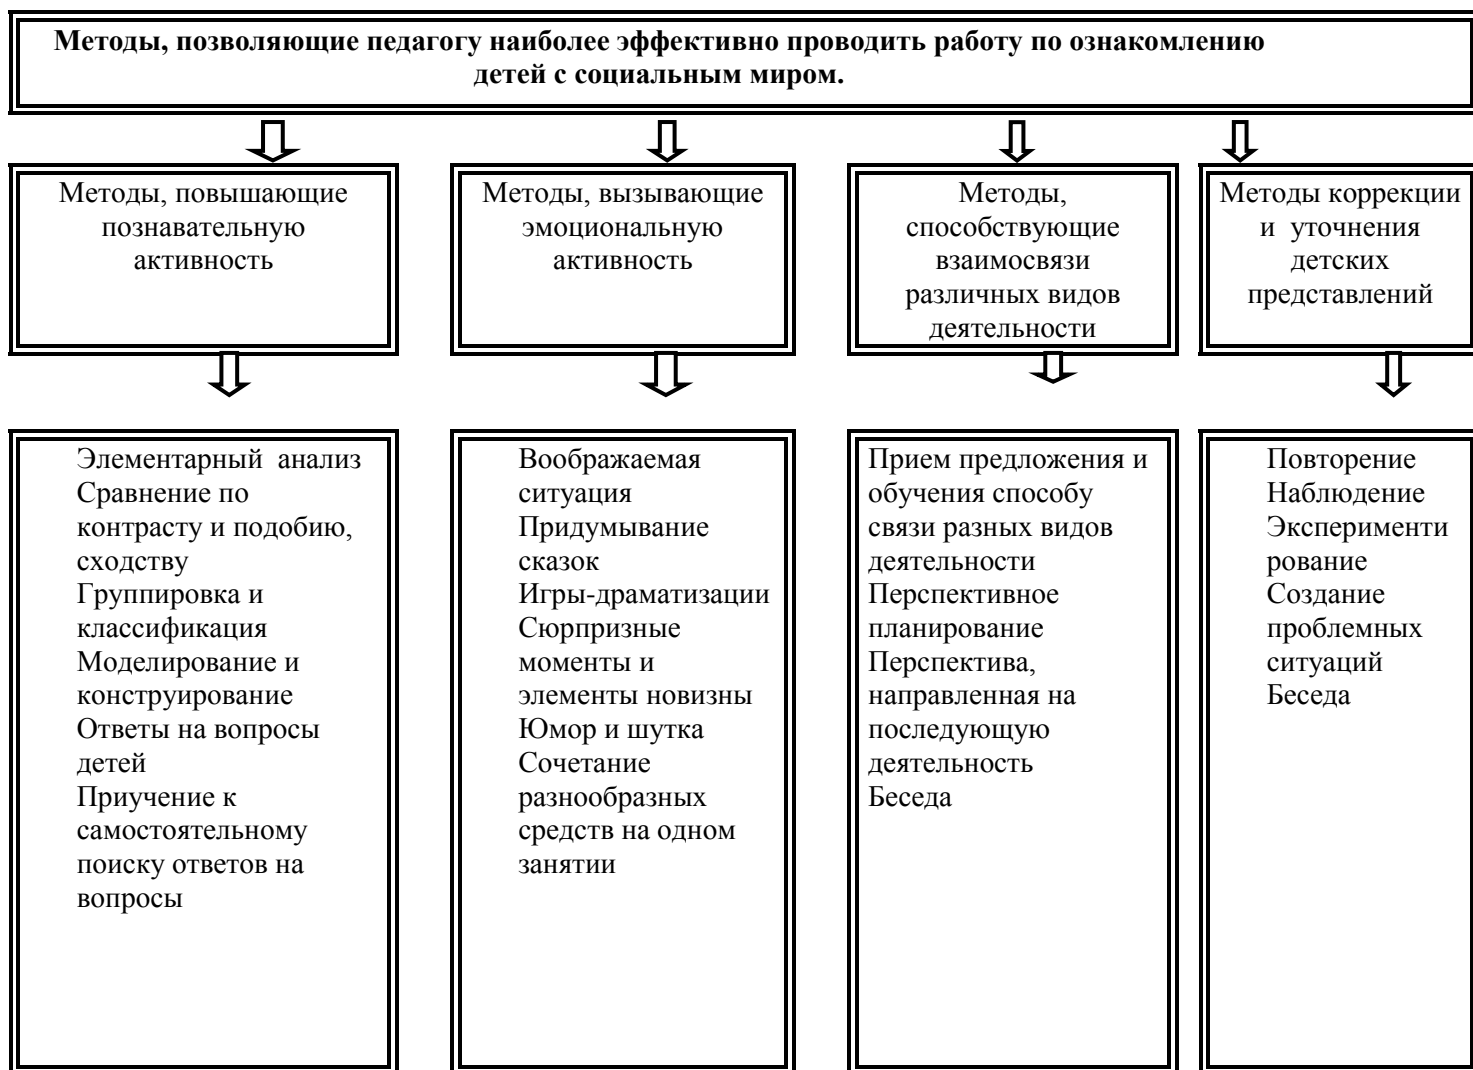 Методы, позволяющие педагогу наиболее эффективно проводить работу по ознакомлению
детей с социальным миром.
Методы, повышающие
познавательную
активность
Методы, вызывающие
эмоциональную
активность
Методы,
способствующие
взаимосвязи
различных видов
деятельности
Методы коррекции
и уточнения
детских
представлений
Элементарный анализ
Сравнение по
контрасту и подобию,
сходству
Группировка и
классификация
Моделирование и
конструирование
Ответы на вопросы
детей
Приучение к
самостоятельному
поиску ответов на
вопросы
Воображаемая
ситуация
Придумывание
сказок
Игры-драматизации
Сюрпризные
моменты и
элементы новизны
Юмор и шутка
Сочетание
разнообразных
средств на одном
занятии
Прием предложения и
обучения способу
связи разных видов
деятельности
Перспективное
планирование
Перспектива,
направленная на
последующую
деятельность
Беседа
Повторение
Наблюдение
Эксперименти
рование
Создание
проблемных
ситуаций
Беседа